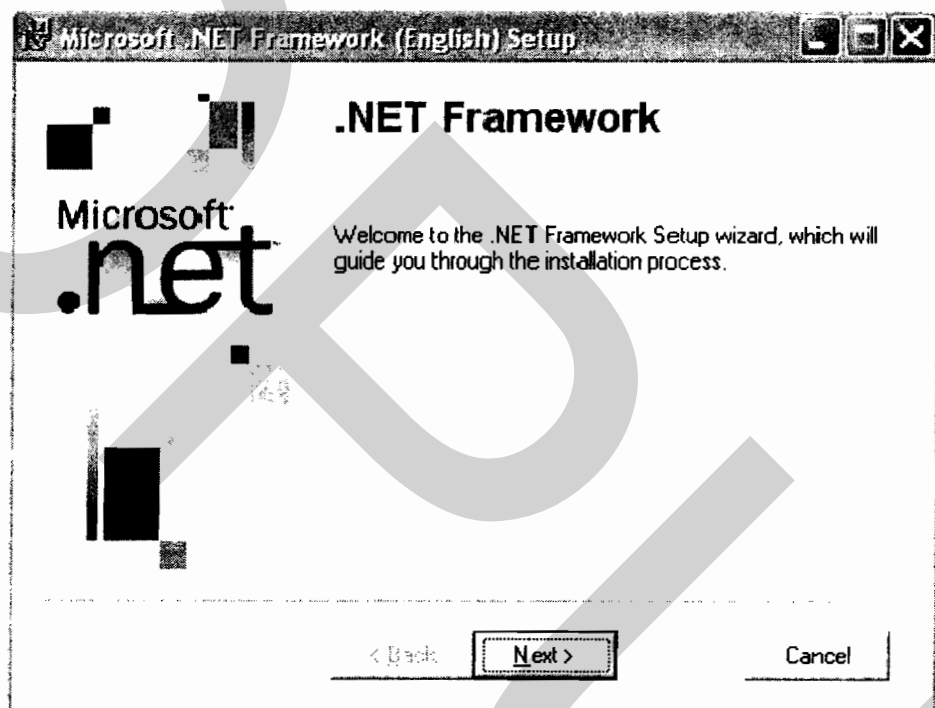 Microsoft .NET Framework (English) Setup
.NET Framework
Microsoft
.net
Welcome to the .NET Framework Setup wizard, which will
guide you through the installation process.
< Back
Next >
Cancel